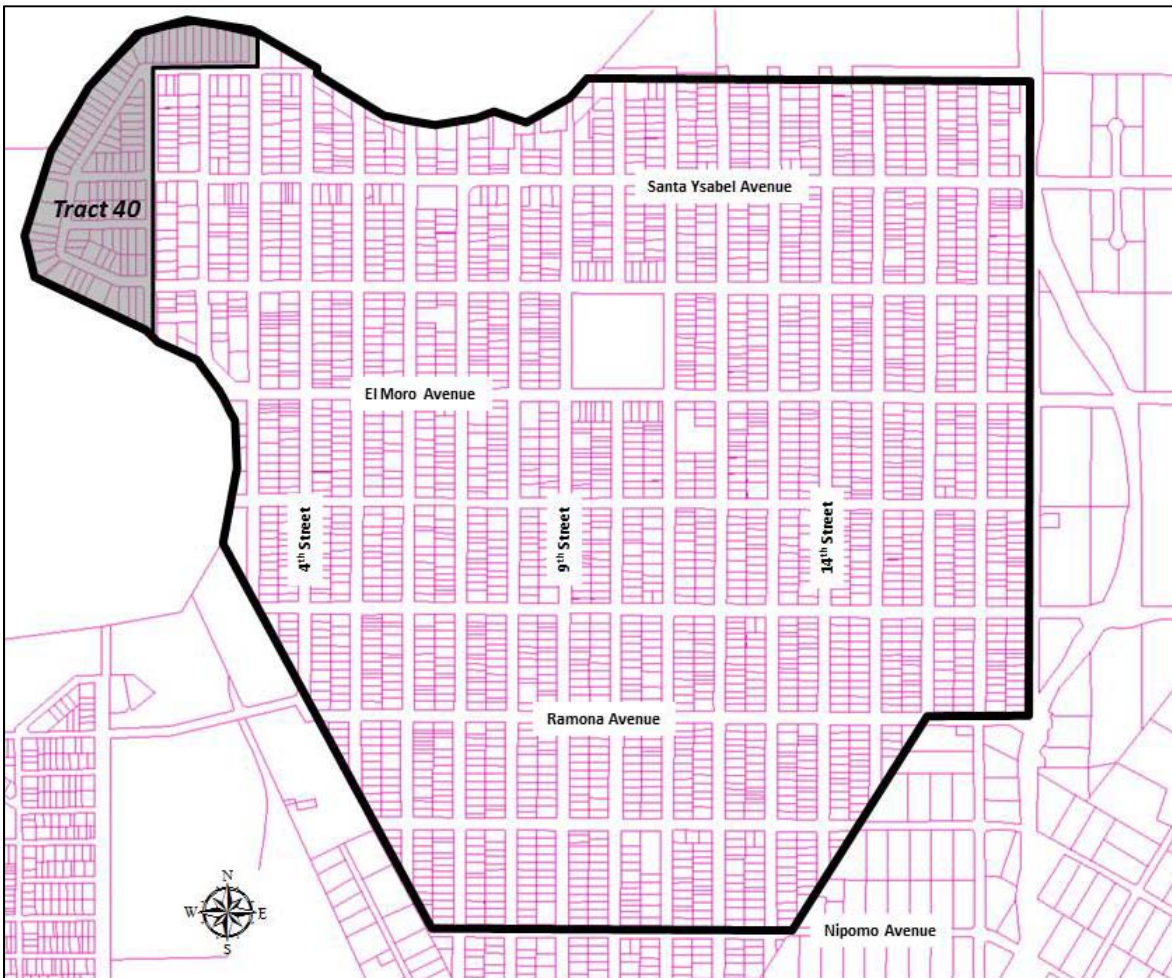 Santa Ysabel Avenue
Tract 40
El Moro Avenue
4th Street
9th Street
14th Street
Ramona Avenue
N
W E
S
Nipomo Avenue